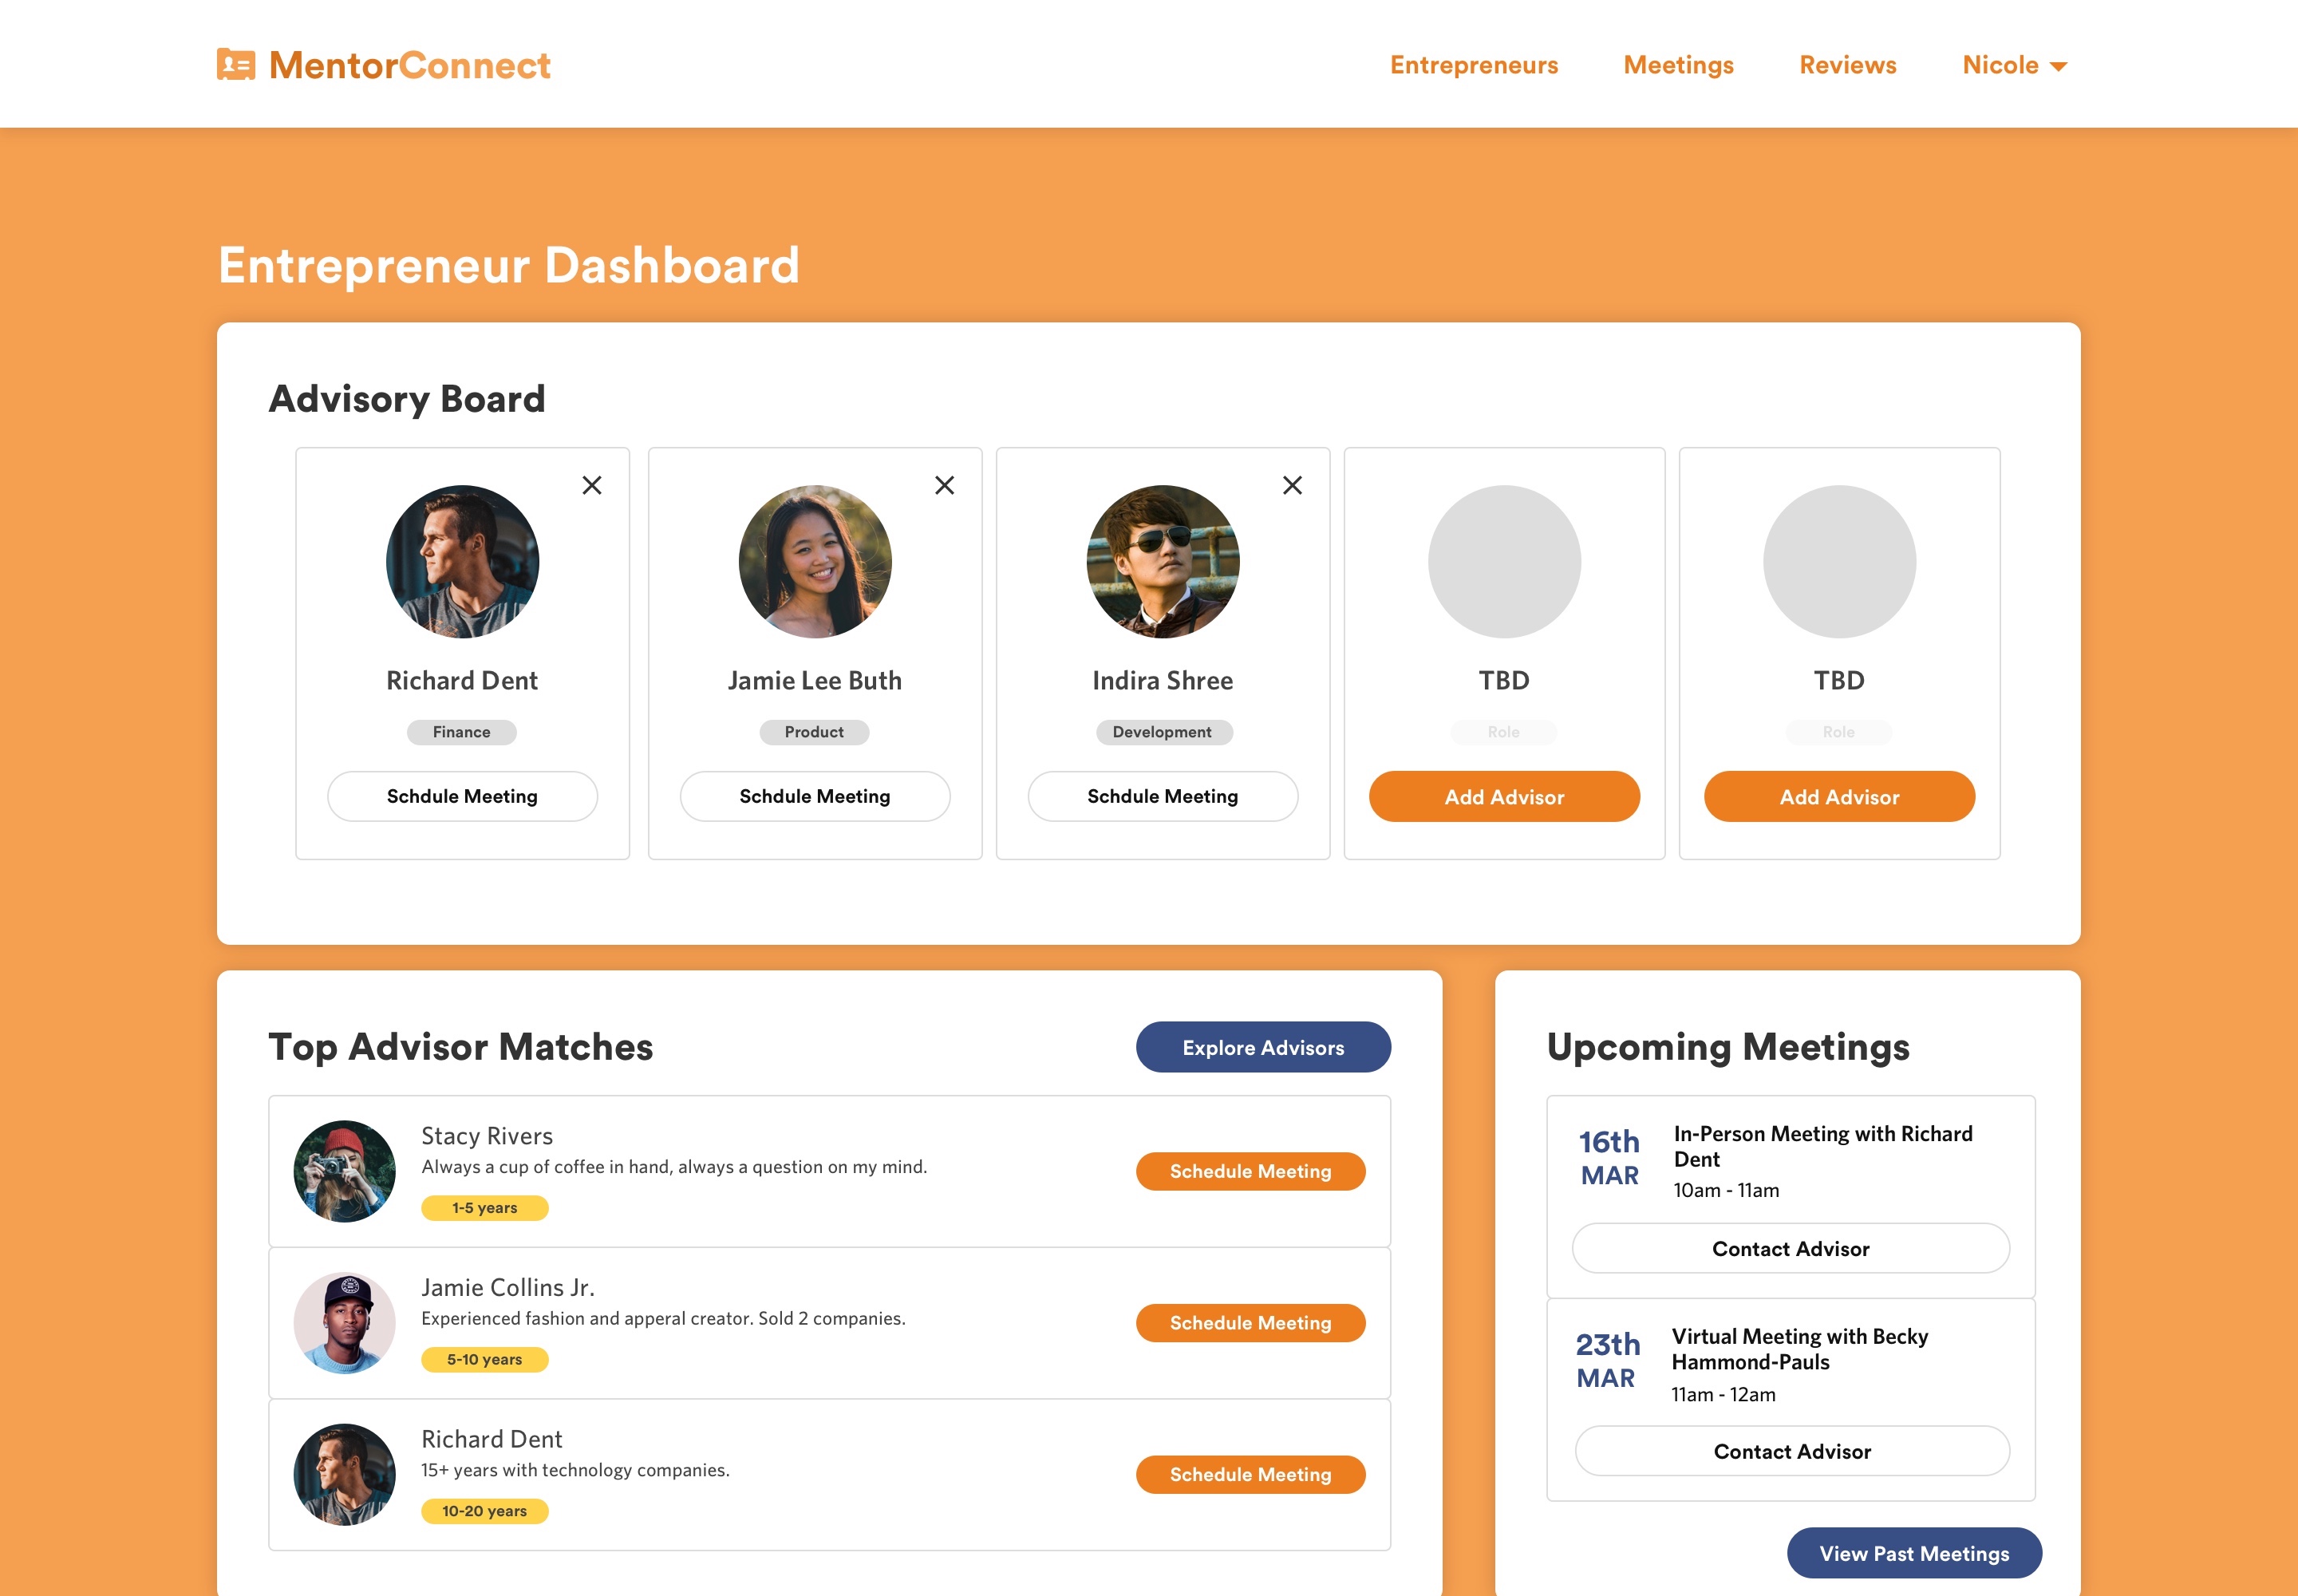 MentorConnect
Entrepreneurs
Meetings
Reviews
Nicole
Entrepreneur Dashboard
Advisory Board
Richard Dent
Finance
Schdule Meeting
Jamie Lee Buth
Product
Schdule Meeting
Indira Shree
Development
Schdule Meeting
TBD
Role
Add Advisor
TBD
Role
Add Advisor
Top Advisor Matches
Explore Advisors
Stacy Rivers
Always a cup of coffee in hand, always a question on my mind.
1-5 years
Schedule Meeting
Jamie Collins Jr.
Experienced fashion and apperal creator. Sold 2 companies.
5-10 years
Schedule Meeting
Richard Dent
15+ years with technology companies.
10-20 years
Schedule Meeting
Upcoming Meetings
16th
MAR
In-Person Meeting with Richard
Dent
10am - 11am
Contact Advisor
23th
MAR
Virtual Meeting with Becky
Hammond-Pauls
11am - 12am
Contact Advisor
View Past Meetings